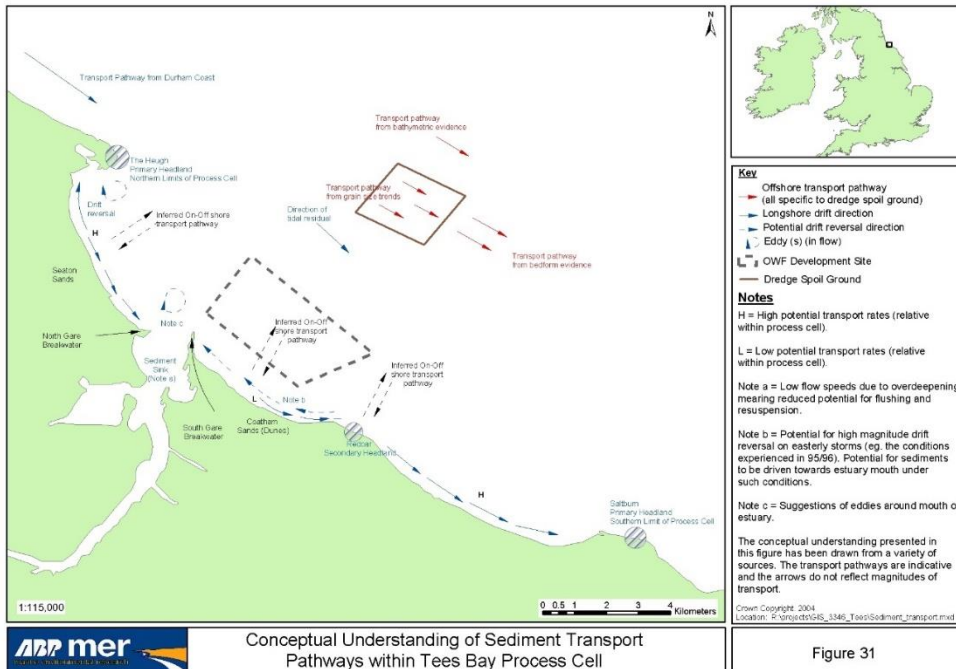 N
Transport Pathway from Durham Coast
Transport pathway
from bathymetric evidence
The Heugh
Primary Headland
Northern Limits of Process Cell
Transport pathway
from grain size trends
Drift
reversal
Direction of
tidal residual
Inferred On-Off shore
transport pathway
H
Transport pathway
from bedform evidence
Seaton
Sands
Note c
North Gare
Breakwater
Inferred On-Off
shore transport
pathway
Inferred On-Off
shore transport
pathway
Sediment
Sink
(Note a)
L
Note b
South Gare
Breakwater
Coatham
Sands (Dunes)
Redcar
Secondary Headland
H
Saltburn
Primary Headland
Southern Limit of Process Cell
1:115,000
0 0.5 1 2 3 4
Kilometers
Key
Offshore transport pathway
(all specific to dredge spoil ground)
Longshore drift direction
Potential drift reversal direction
Eddy (s) (in flow)
OWF Development Site
Dredge Spoil Ground
Notes
H = High potential transport rates (relative
within process cell).
L = Low potential transport rates (relative
within process cell).
Note a = Low flow speeds due to overdeepening
mearing reduced potential for flushing and
resuspension.
Note b = Potential for high magnitude drift
reversal on easterly storms (eg. the conditions
experienced in 95/96). Potential for sediments
to be driven towards estuary mouth under
such conditions.
Note c = Suggestions of eddies around mouth o
estuary.
The conceptual understanding presented in
this figure has been drawn from a variety of
sources. The transport pathways are indicative
and the arrows do not reflect magnitudes of
transport.
Crown Copyright. 2004
Location: R:\projects\GIS_3346_Tees\Sediment_transport.mxd
ABP mer
Conceptual Understanding of Sediment Transport
Pathways within Tees Bay Process Cell
Figure 31